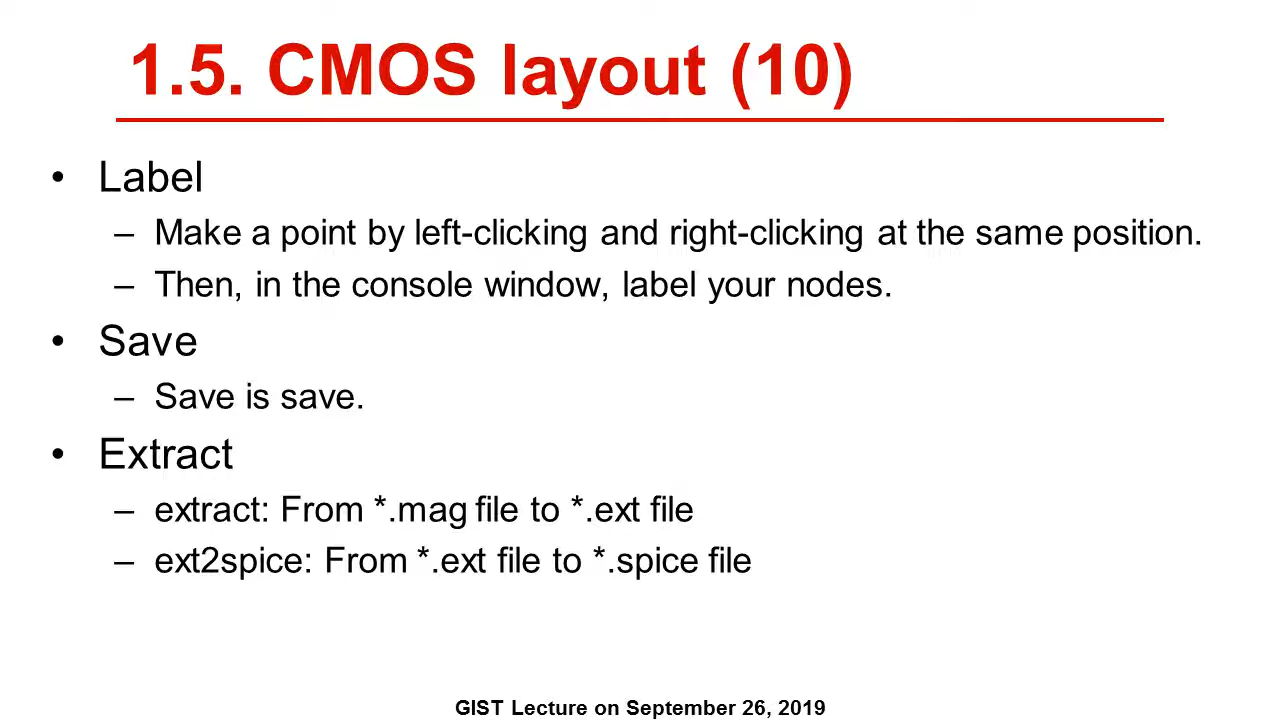 1.5. CMOS layout (10)
• Label
– Make a point by left-clicking and right-clicking at the same position.
– Then, in the console window, label your nodes.
• Save
– Save is save.
• Extract
– extract: From *.mag file to *.ext file
– ext2spice: From *.ext file to *.spice file
GIST Lecture on September 26, 2019